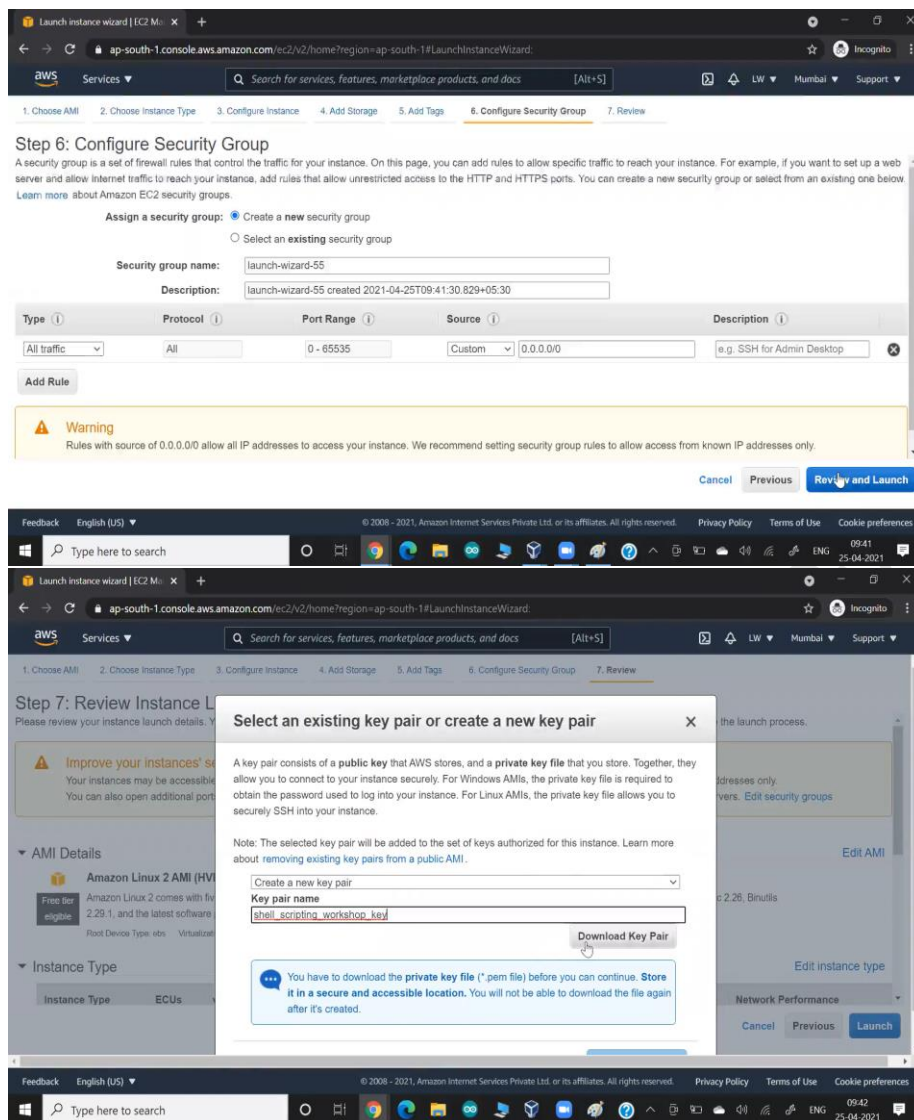 Launch instance wizard | EC2 Ma
ap-south-1.console.aws.amazon.com/ec2/v2/home?region=ap-south-1#LaunchInstanceWizard:
Incognito
aws Services ▼ Search for services, features, marketplace products, and docs [Alt+S] LW ▼ Mumbai ▼ Support ▼
1. Choose AMI 2. Choose Instance Type 3. Configure Instance 4. Add Storage 5. Add Tags 6. Configure Security Group 7. Review
Step 6: Configure Security Group
A security group is a set of firewall rules that control the traffic for your instance. On this page, you can add rules to allow specific traffic to reach your instance. For example, if you want to set up a web
server and allow Internet traffic to reach your instance, add rules that allow unrestricted access to the HTTP and HTTPS ports. You can create a new security group or select from an existing one below.
Learn more about Amazon EC2 security groups.
Assign a security group: Create a new security group
Select an existing security group
Security group name: launch-wizard-55
Description: launch-wizard-55 created 2021-04-25T09:41:30.829+05:30
Type Protocol Port Range Source Description
All traffic All 0 - 65535 Custom 0.0.0.0/0 e.g. SSH for Admin Desktop
Add Rule
Warning
Rules with source of 0.0.0.0/0 allow all IP addresses to access your instance. We recommend setting security group rules to allow access from known IP addresses only.
Cancel Previous Review and Launch
Feedback English (US) ▼ © 2008 - 2021, Amazon Internet Services Private Ltd. or its affiliates. All rights reserved. Privacy Policy Terms of Use Cookie preferences
Type here to search ENG 09:41
25-04-2021
Launch instance wizard | EC2 Ma
ap-south-1.console.aws.amazon.com/ec2/v2/home?region=ap-south-1#LaunchInstanceWizard:
Incognito
aws Services ▼ Search for services, features, marketplace products, and docs [Alt+S] LW ▼ Mumbai ▼ Support ▼
1. Choose AMI 2. Choose Instance Type 3. Configure Instance 4. Add Storage 5. Add Tags 6. Configure Security Group 7. Review
Step 7: Review Instance L
Please review your instance launch details. Y the launch process.
Select an existing key pair or create a new key pair
A key pair consists of a public key that AWS stores, and a private key file that you store. Together, they
allow you to connect to your instance securely. For Windows AMIs, the private key file is required to
obtain the password used to log into your instance. For Linux AMIs, the private key file allows you to
securely SSH into your instance.
Note: The selected key pair will be added to the set of keys authorized for this instance. Learn more
about removing existing key pairs from a public AMI.
Create a new key pair
Key pair name
shell_scripting_workshop_key
Download Key Pair
You have to download the private key file (*.pem file) before you can continue. Store
it in a secure and accessible location. You will not be able to download the file again
after it's created.
Improve your instances' se
Your instances may be accessible dresses only.
You can also open additional port vers. Edit security groups
AMI Details Edit AMI
Amazon Linux 2 AMI (HV
Free tier
eligible
Amazon Linux 2 comes with fiv c 2.26, Binutils
2.29.1, and the latest software
Root Device Type: ebs Virtualizat
Instance Type Edit instance type
Instance Type ECUs Network Performance
Cancel Previous Launch
Feedback English (US) ▼ © 2008 - 2021, Amazon Internet Services Private Ltd. or its affiliates. All rights reserved. Privacy Policy Terms of Use Cookie preferences
Type here to search ENG 09:42
25-04-2021